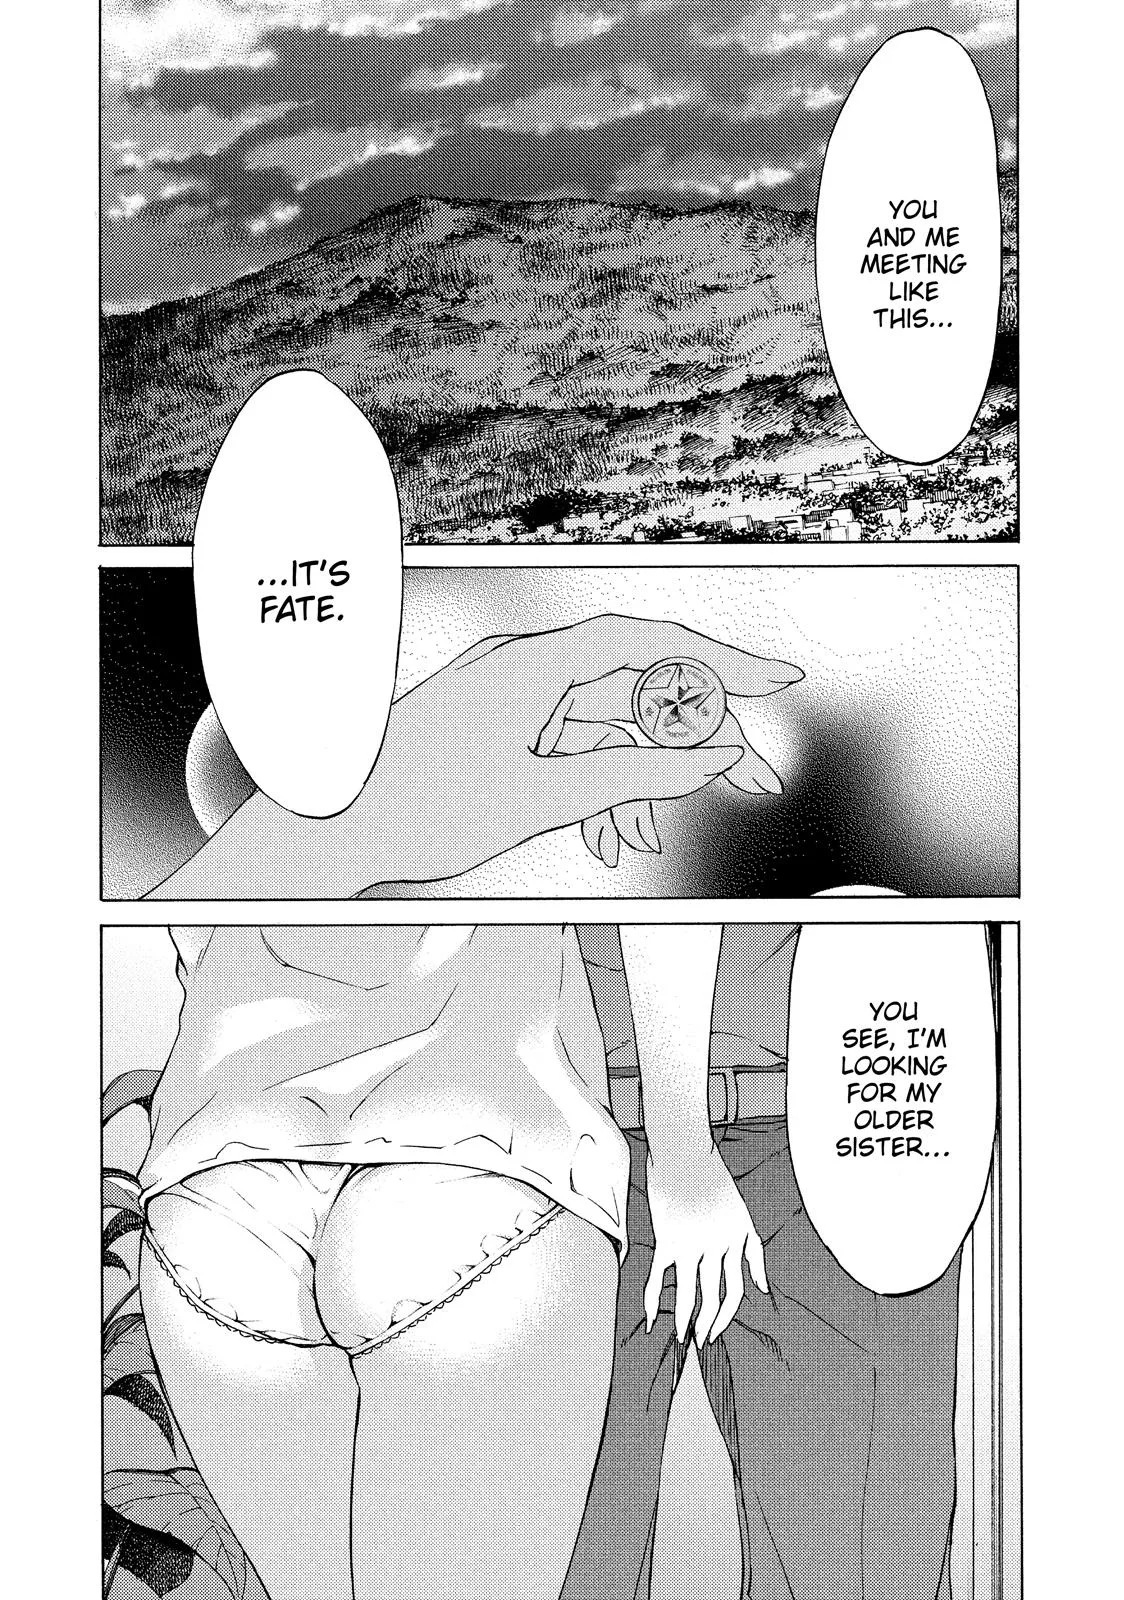 YOU
AND ME
MEETING
LIKE
THIS...
...IT'S
FATE.
YOU
SEE, I'M
LOOKING
FOR MY
OLDER
SISTER...